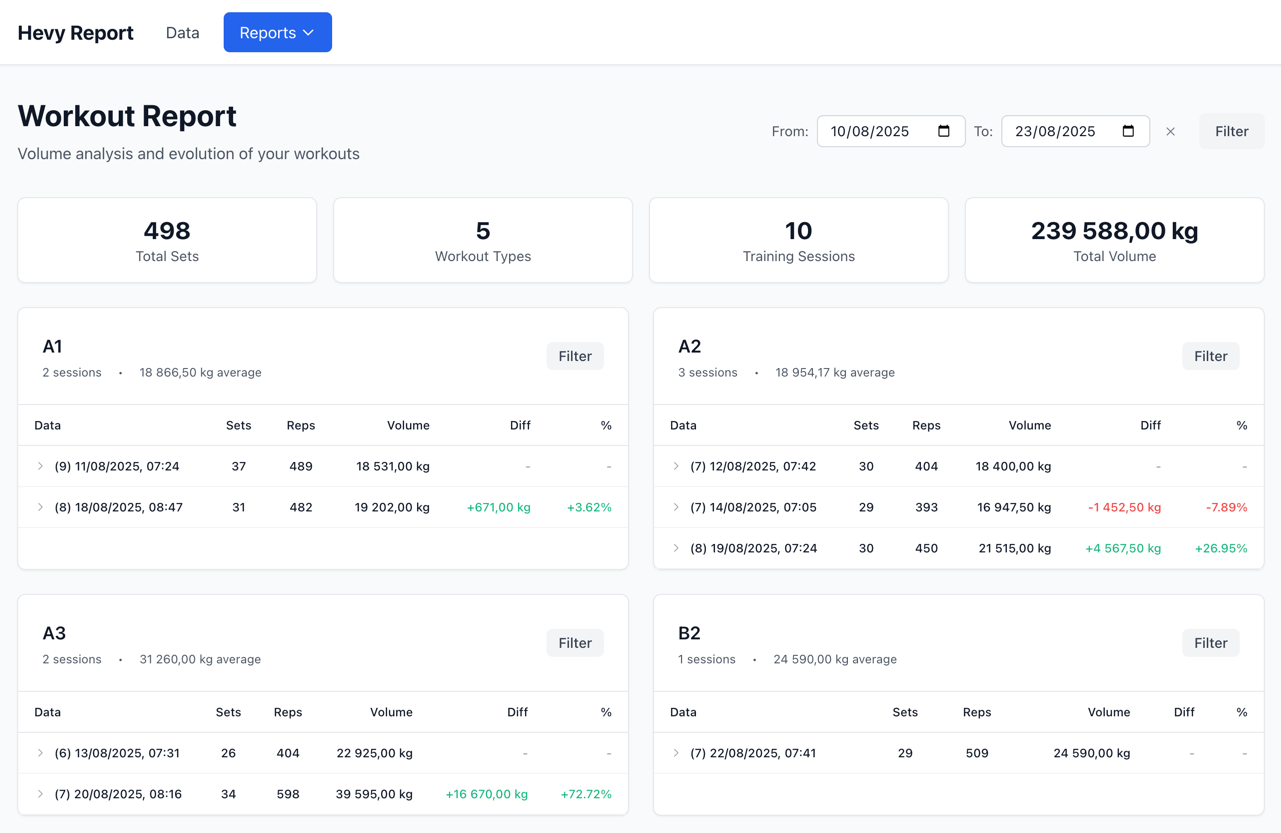 Hevy Report Data Reports
Workout Report
Volume analysis and evolution of your workouts
From: 10/08/2025 To: 23/08/2025 × Filter
498
Total Sets
5
Workout Types
10
Training Sessions
239 588,00 kg
Total Volume
A1
2 sessions • 18 866,50 kg average
Filter
Data Sets Reps Volume Diff %
(9) 11/08/2025, 07:24 37 489 18 531,00 kg - -
(8) 18/08/2025, 08:47 31 482 19 202,00 kg +671,00 kg +3.62%
A2
3 sessions • 18 954,17 kg average
Filter
Data Sets Reps Volume Diff %
(7) 12/08/2025, 07:42 30 404 18 400,00 kg - -
(7) 14/08/2025, 07:05 29 393 16 947,50 kg -1 452,50 kg -7.89%
(8) 19/08/2025, 07:24 30 450 21 515,00 kg +4 567,50 kg +26.95%
A3
2 sessions • 31 260,00 kg average
Filter
Data Sets Reps Volume Diff %
(6) 13/08/2025, 07:31 26 404 22 925,00 kg - -
(7) 20/08/2025, 08:16 34 598 39 595,00 kg +16 670,00 kg +72.72%
B2
1 sessions • 24 590,00 kg average
Filter
Data Sets Reps Volume Diff %
(7) 22/08/2025, 07:41 29 509 24 590,00 kg - -